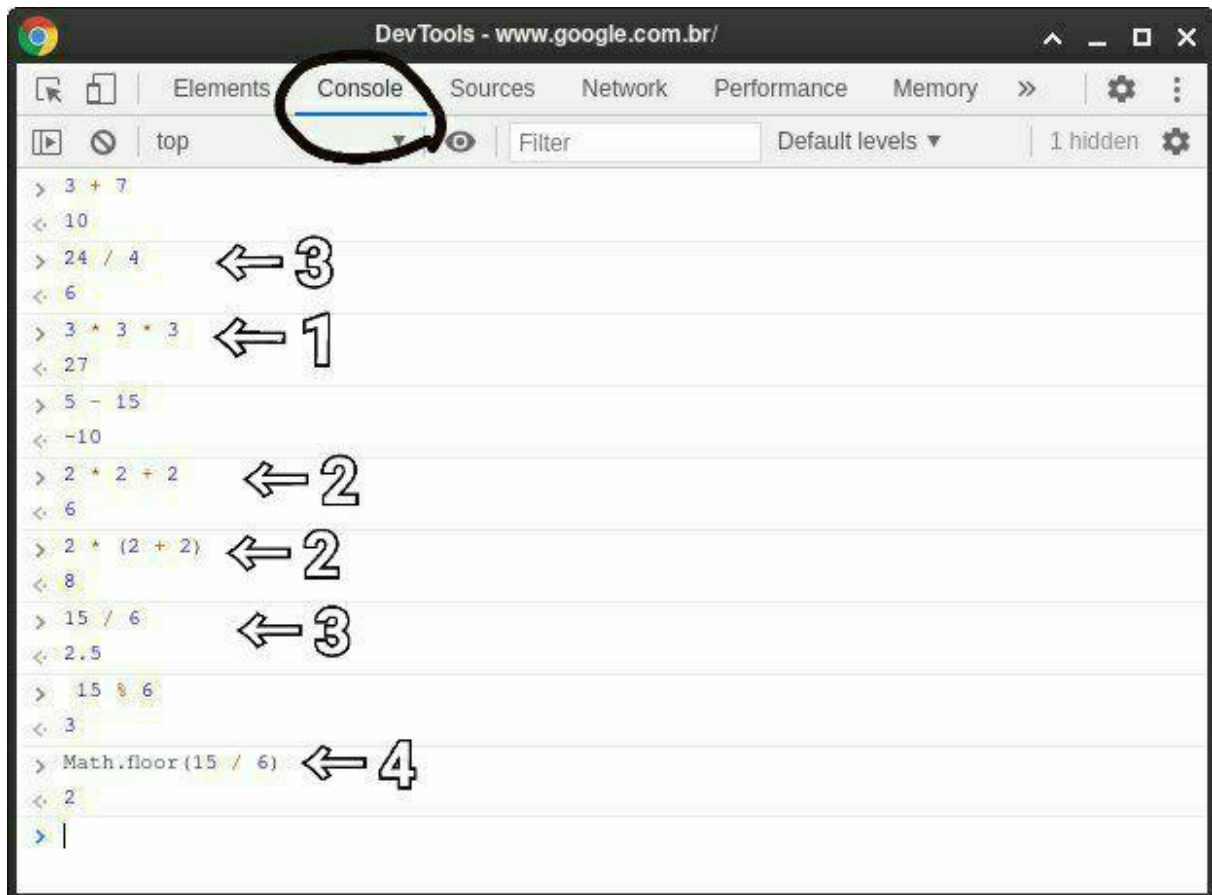 DevTools - www.google.com.br/
Elements Console Sources Network Performance Memory »
top Filter Default levels 1 hidden
> 3 + 7
< 10
> 24 / 4 3
< 6
> 3 * 3 * 3 1
< 27
> 5 - 15
< -10
> 2 * 2 + 2 2
< 6
> 2 * (2 + 2) 2
< 8
> 15 / 6 3
< 2.5
> 15 % 6
< 3
> Math.floor(15 / 6) 4
< 2
>